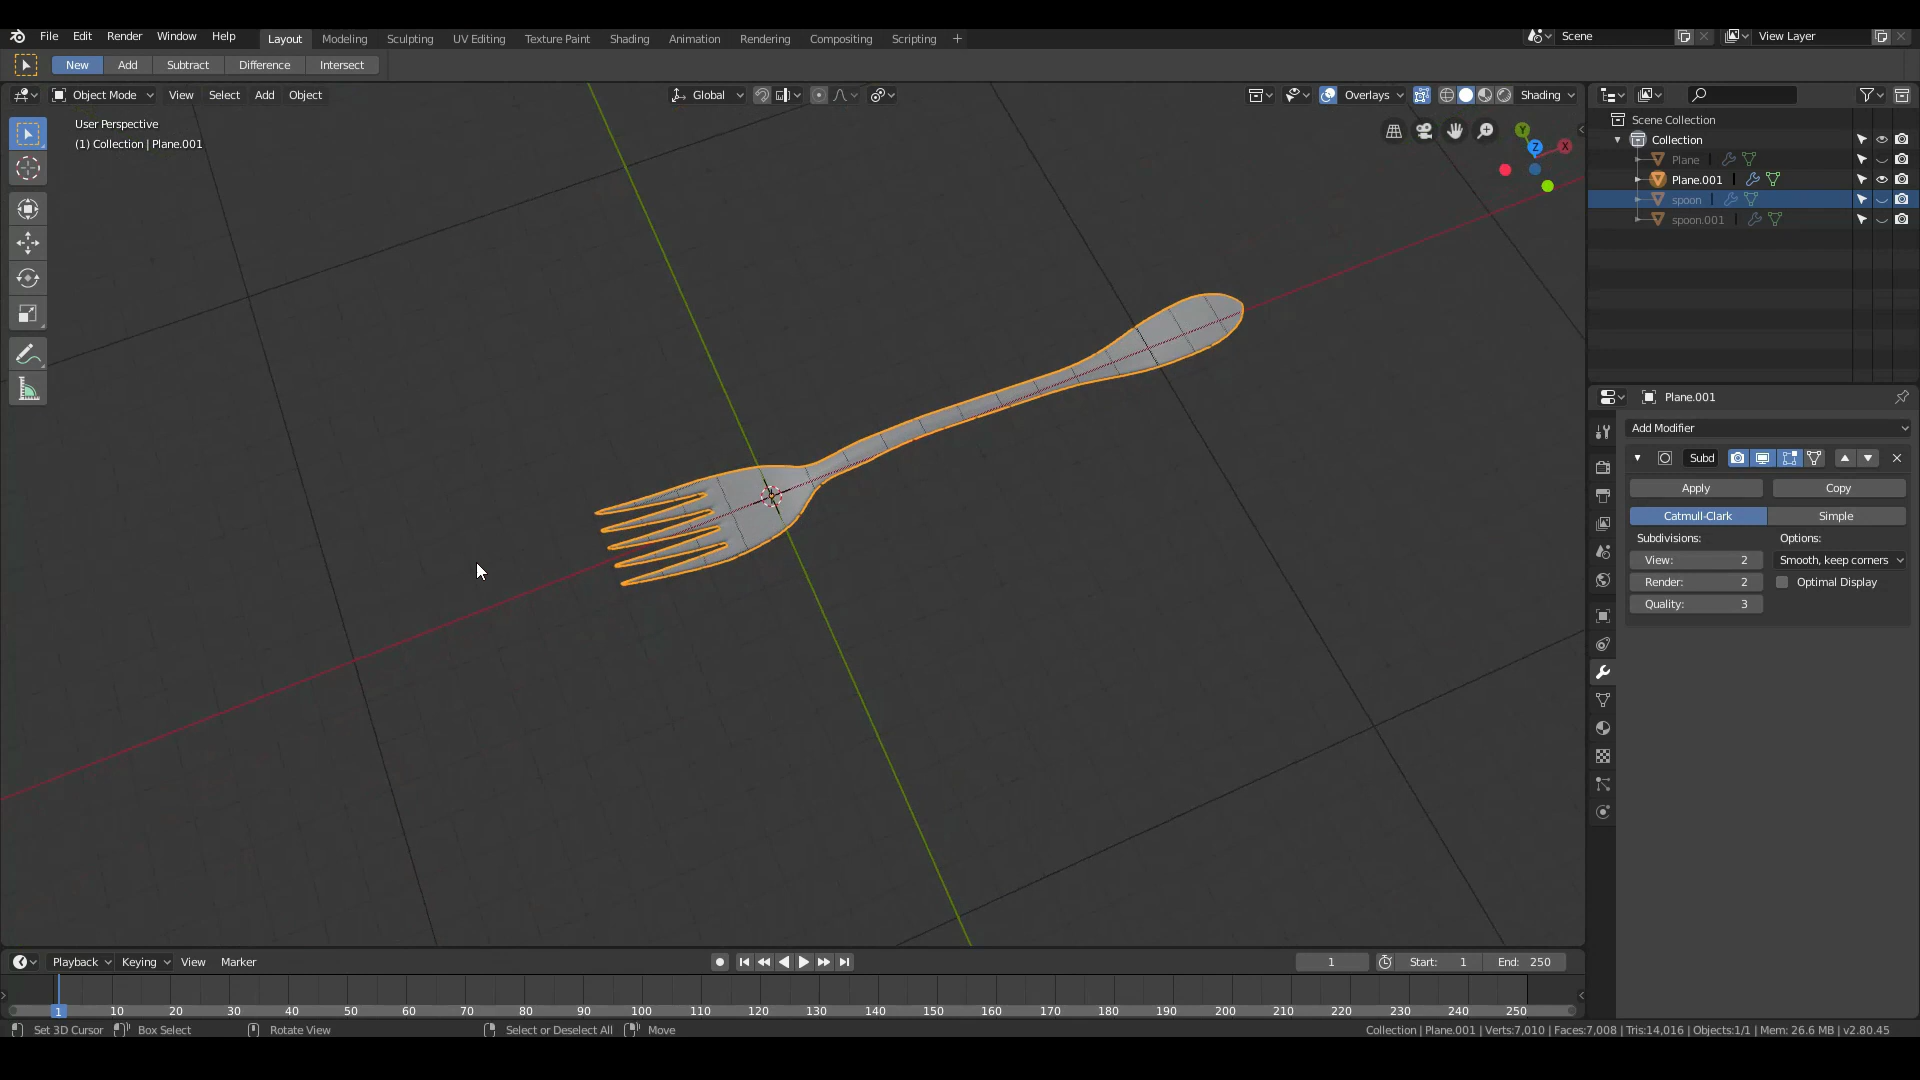 File Edit Render Window Help Layout Modeling Sculpting UV Editing Texture Paint Shading Animation Rendering Compositing Scripting + Scene View Layer
New Add Subtract Difference Intersect
Object Mode View Select Add Object Global Overlays Shading
User Perspective
(1) Collection | Plane.001
Y
Z X
Scene Collection
Collection
Plane
Plane.001
spoon
spoon.001
Plane.001
Add Modifier
Subd
Apply Copy
Catmull-Clark Simple
Subdivisions: Options:
View: 2 Smooth, keep corners
Render: 2 Optimal Display
Quality: 3
Playback Keying View Marker 1 Start: 1 End: 250
1 10 20 30 40 50 60 70 80 90 100 110 120 130 140 150 160 170 180 190 200 210 220 230 240 250
Set 3D Cursor Box Select Rotate View Select or Deselect All Move Collection | Plane.001 | Verts:7,010 | Faces:7,008 | Tris:14,016 | Objects:1/1 | Mem: 26.6 MB | v2.80.45